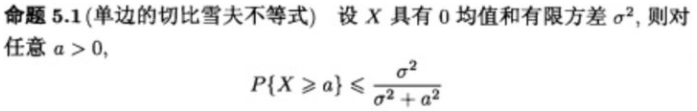 命题 5.1 (单边的切比雪夫不等式) 设 X 具有 0 均值和有限方差 σ², 则对
任意 a > 0,
P{X ⩾ a} ⩽ σ² / (σ² + a²)